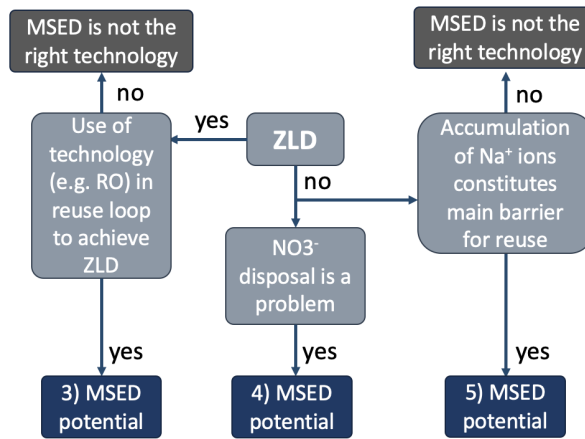 MSED is not the
right technology
MSED is not the
right technology
no
no
Use of
technology
(e.g. RO) in
reuse loop
to achieve
ZLD
yes
ZLD
no
Accumulation
of Na⁺ ions
constitutes
main barrier
for reuse
NO3⁻
disposal is a
problem
yes
yes
yes
3) MSED
potential
4) MSED
potential
5) MSED
potential